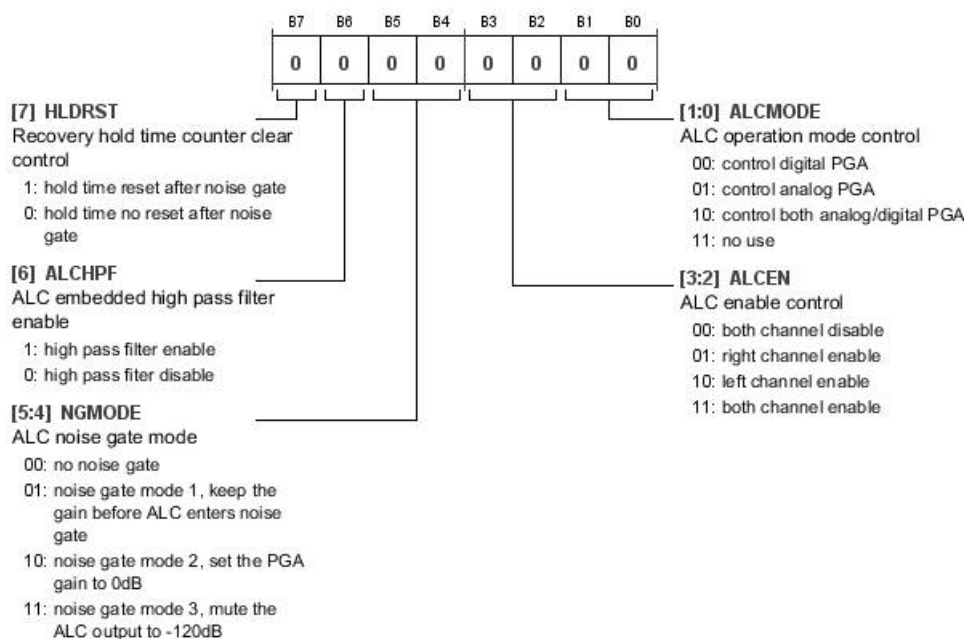 B7 B6 B5 B4 B3 B2 B1 B0
0 0 0 0 0 0 0 0
[7] HLDRST
Recovery hold time counter clear
control
1: hold time reset after noise gate
0: hold time no reset after noise
gate
[6] ALCHPF
ALC embedded high pass filter
enable
1: high pass filter enable
0: high pass fiter disable
[5:4] NGMODE
ALC noise gate mode
00: no noise gate
01: noise gate mode 1, keep the
gain before ALC enters noise
gate
10: noise gate mode 2, set the PGA
gain to 0dB
11: noise gate mode 3, mute the
ALC output to -120dB
[1:0] ALCMODE
ALC operation mode control
00: control digital PGA
01: control analog PGA
10: control both analog/digital PGA
11: no use
[3:2] ALCEN
ALC enable control
00: both channel disable
01: right channel enable
10: left channel enable
11: both channel enable